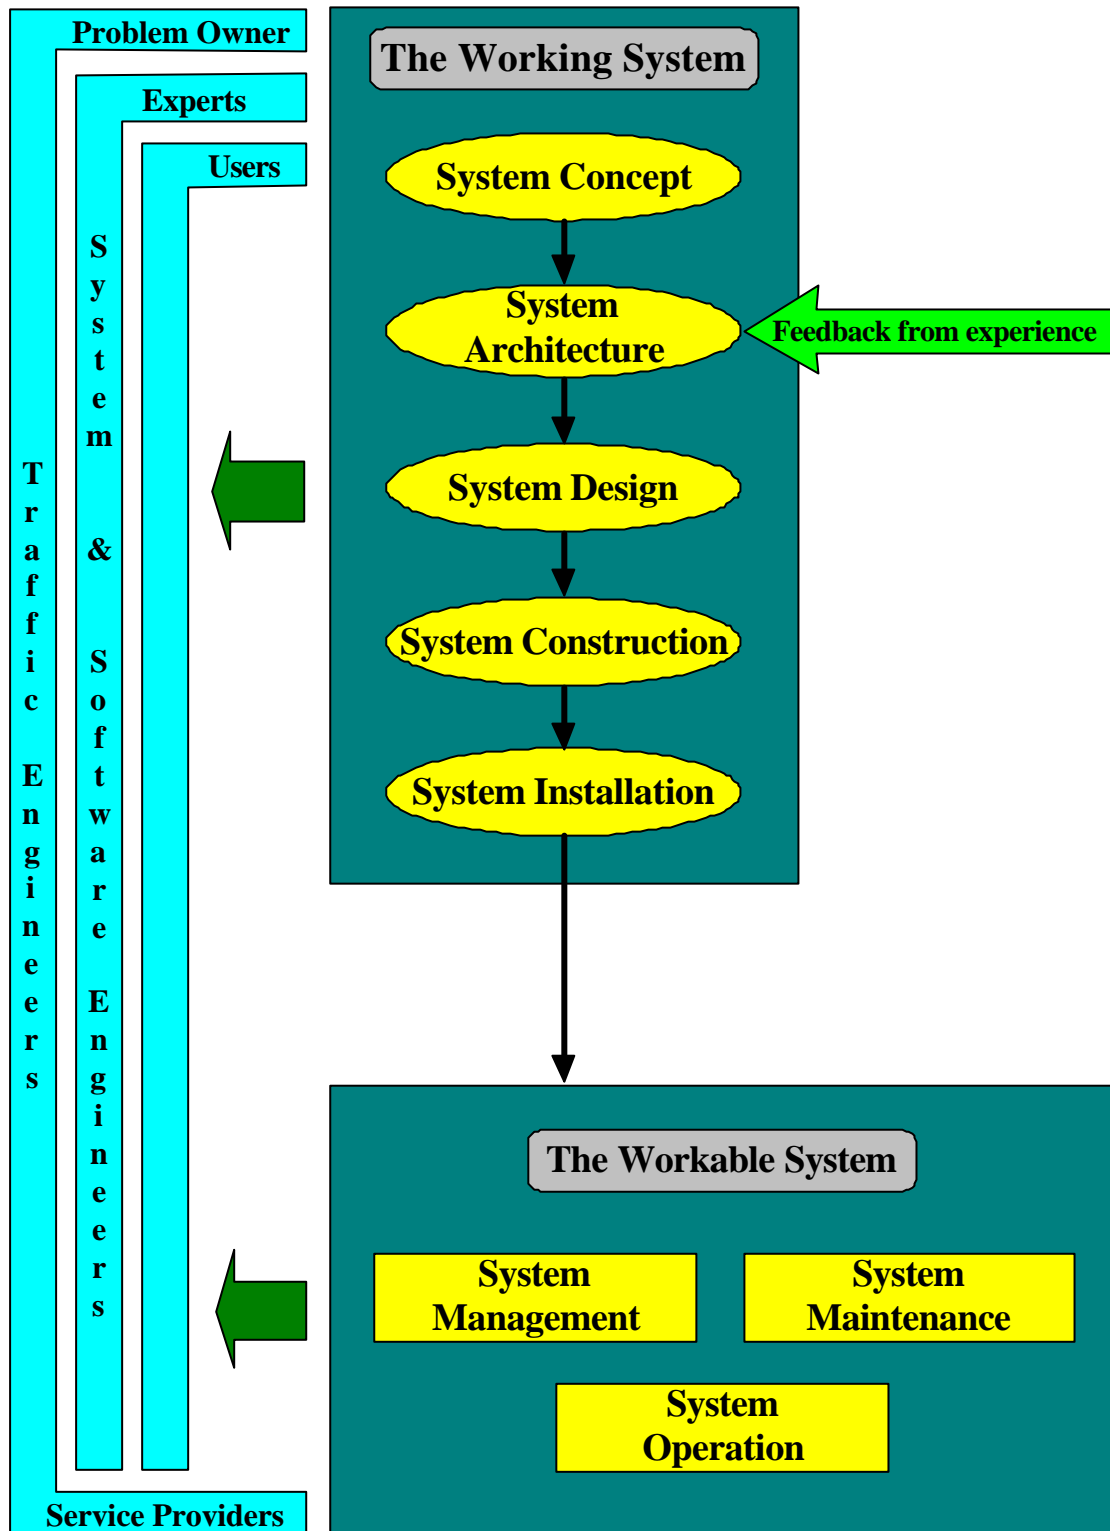 Problem Owner
Experts
Users
System & Software Engineers
Traffic Engineers
Service Providers
The Working System
System Concept
System
Architecture
Feedback from experience
System Design
System Construction
System Installation
The Workable System
System
Management
System
Maintenance
System
Operation